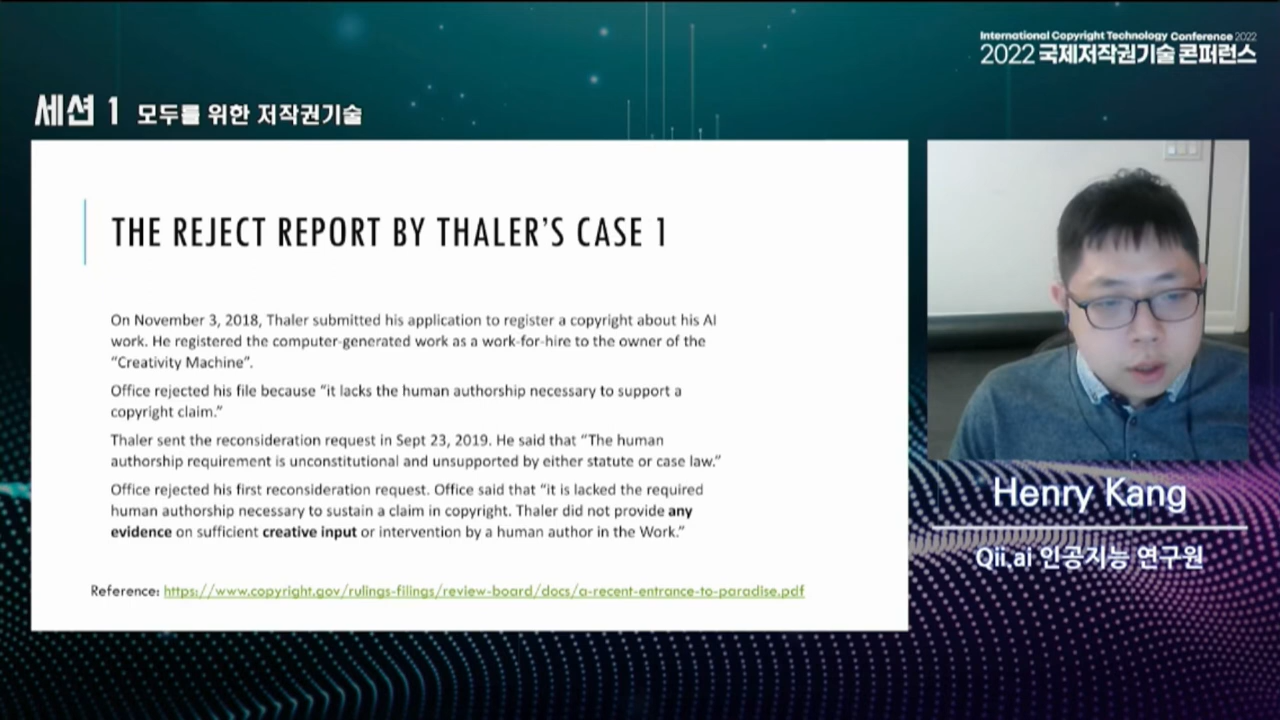 International Copyright Technology Conference 2022
2022 국제저작권기술 콘퍼런스
세션 1 모두를 위한 저작권기술
THE REJECT REPORT BY THALER'S CASE 1
On November 3, 2018, Thaler submitted his application to register a copyright about his AI
work. He registered the computer-generated work as a work-for-hire to the owner of the
“Creativity Machine”.
Office rejected his file because “it lacks the human authorship necessary to support a
copyright claim.”
Thaler sent the reconsideration request in Sept 23, 2019. He said that “The human
authorship requirement is unconstitutional and unsupported by either statute or case law.”
Office rejected his first reconsideration request. Office said that “it is lacked the required
human authorship necessary to sustain a claim in copyright. Thaler did not provide any
evidence on sufficient creative input or intervention by a human author in the Work.”
Reference: https://www.copyright.gov/rulings-filings/review-board/docs/a-recent-entrance-to-paradise.pdf
Henry Kang
Qii.ai 인공지능 연구원